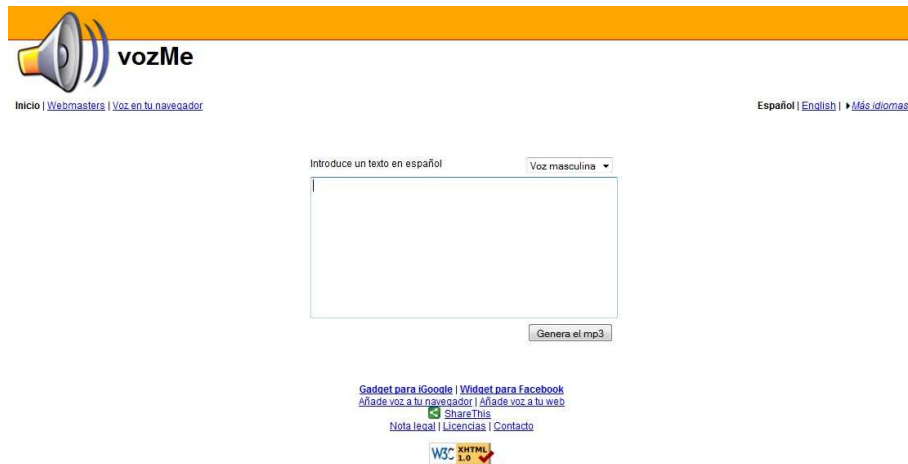 vozMe
Inicio | Webmasters | Voz en tu navegador
Español | English | Más idiomas
Introduce un texto en español
Voz masculina
Genera el mp3
Gadget para iGoogle | Widget para Facebook
Añade voz a tu navegador | Añade voz a tu web
ShareThis
Nota legal | Licencias | Contacto
W3C XHTML 1.0